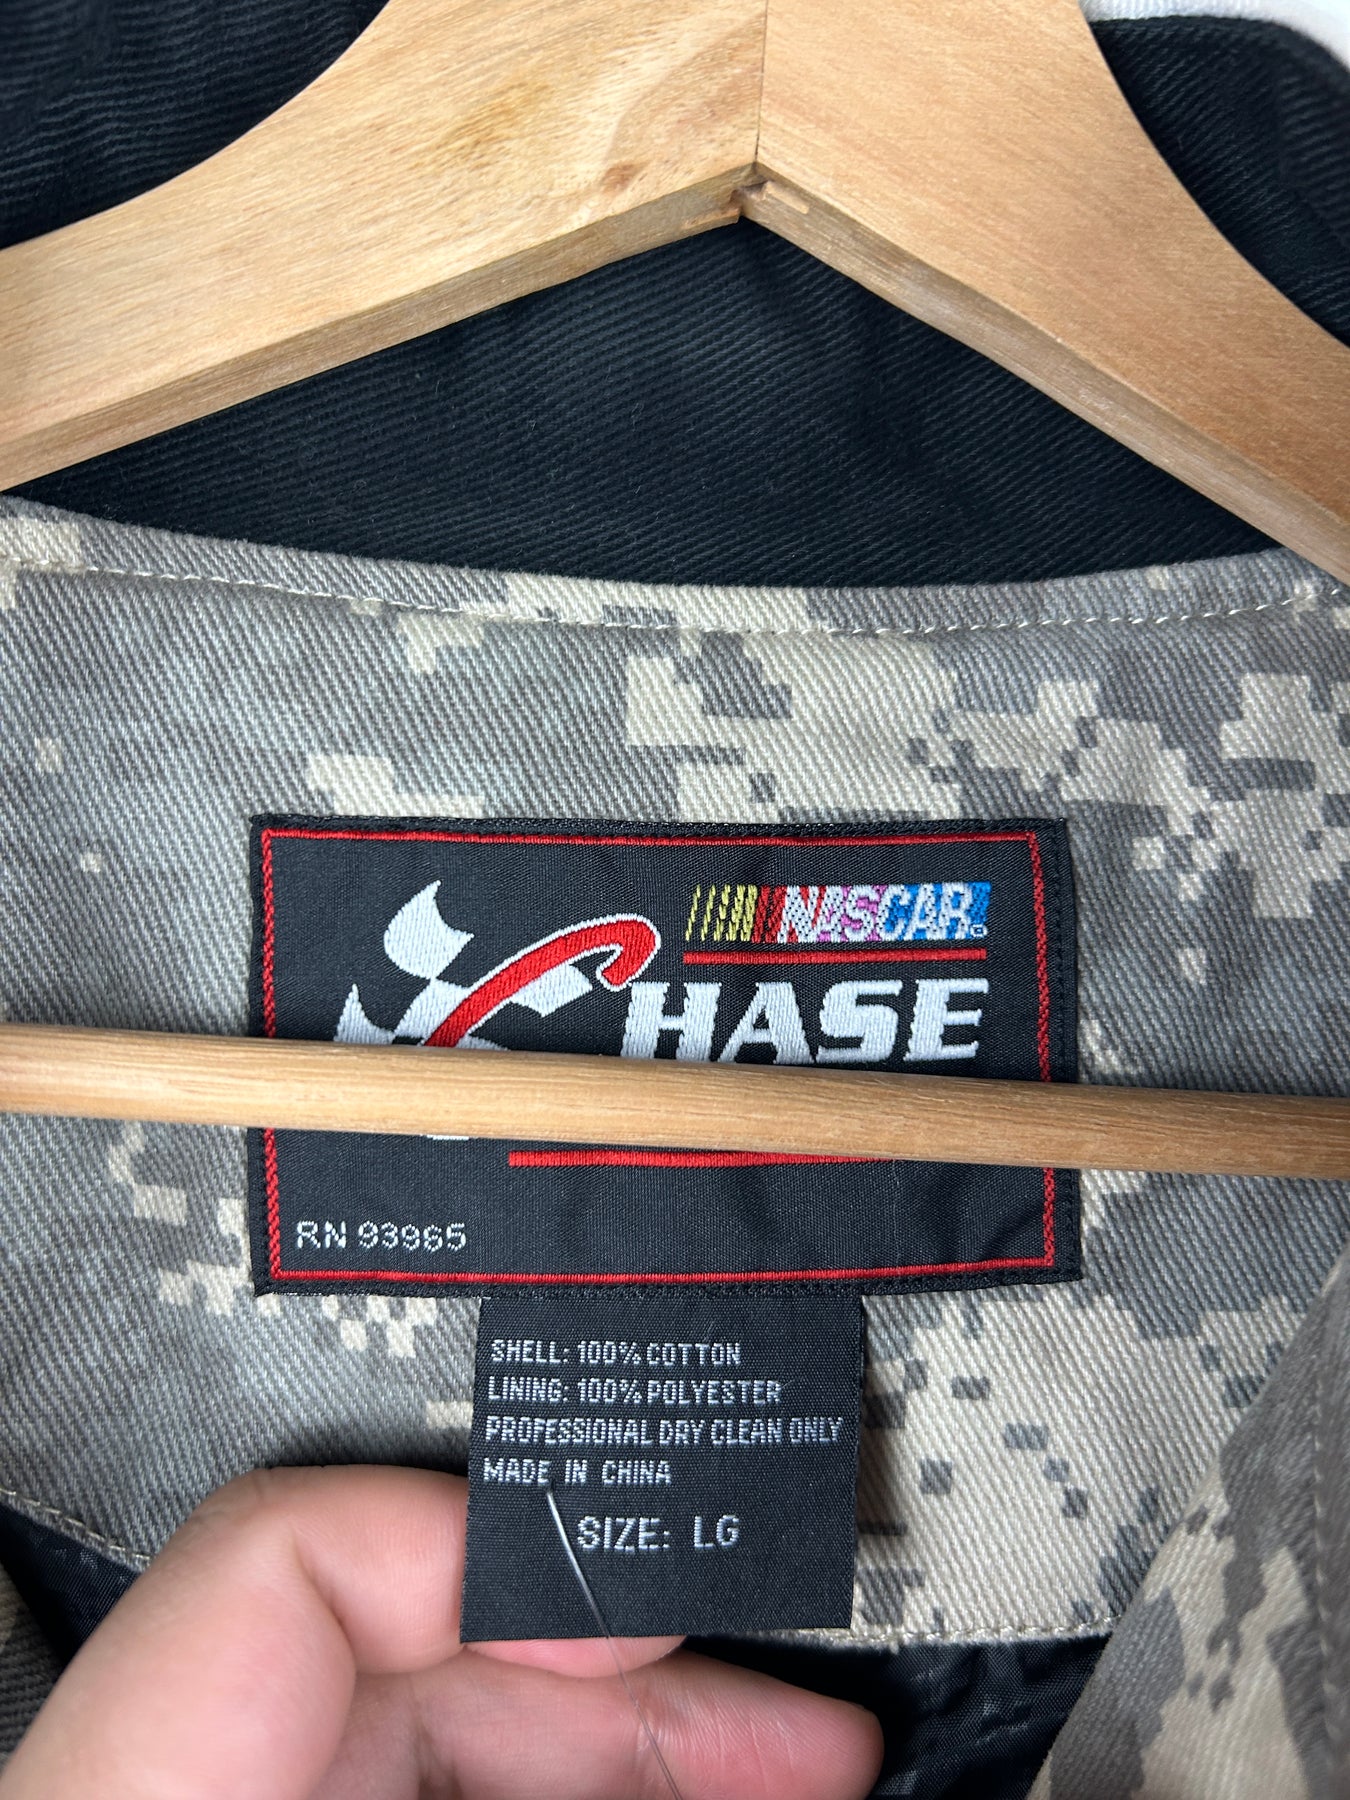 NASCAR®
CHASE
RN 93965
SHELL: 100% COTTON
LINING: 100% POLYESTER
PROFESSIONAL DRY CLEAN ONLY
MADE IN CHINA
SIZE: LG